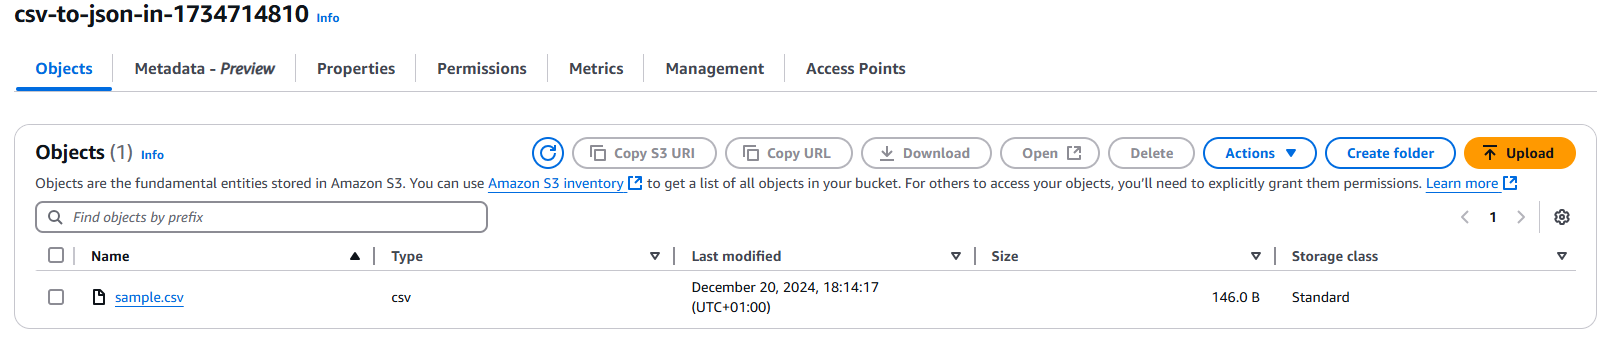 csv-to-json-in-1734714810 Info
Objects Metadata - Preview Properties Permissions Metrics Management Access Points
Objects (1) Info Copy S3 URI Copy URL Download Open Delete Actions Create folder Upload
Objects are the fundamental entities stored in Amazon S3. You can use Amazon S3 inventory to get a list of all objects in your bucket. For others to access your objects, you'll need to explicitly grant them permissions. Learn more
Find objects by prefix 1
Name Type Last modified Size Storage class
sample.csv csv December 20, 2024, 18:14:17 (UTC+01:00) 146.0 B Standard